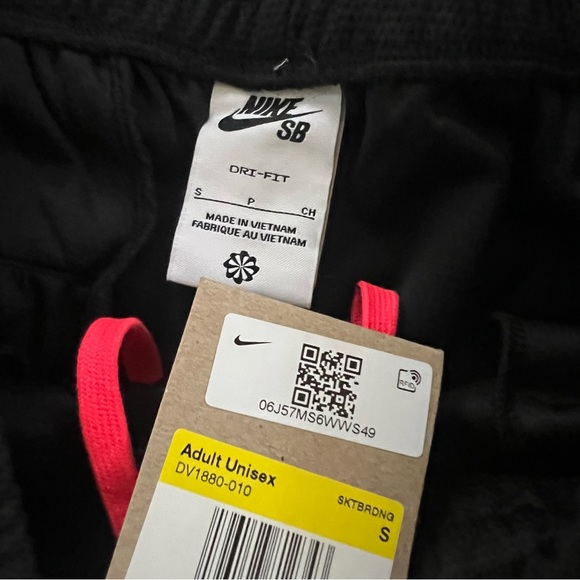 NIKE
SB
DRI-FIT
S P CH
MADE IN VIETNAM
FABRIQUE AU VIETNAM
RFID
06J57MS6WWS49
Adult Unisex
DV1880-010
SKTBRDNG
S